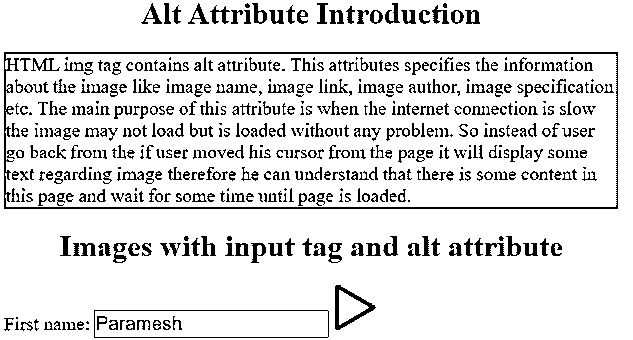 Alt Attribute Introduction
HTML img tag contains alt attribute. This attributes specifies the information
about the image like image name, image link, image author, image specification
etc. The main purpose of this attribute is when the internet connection is slow
the image may not load but is loaded without any problem. So instead of user
go back from the if user moved his cursor from the page it will display some
text regarding image therefore he can understand that there is some content in
this page and wait for some time until page is loaded.
Images with input tag and alt attribute
First name: Paramesh